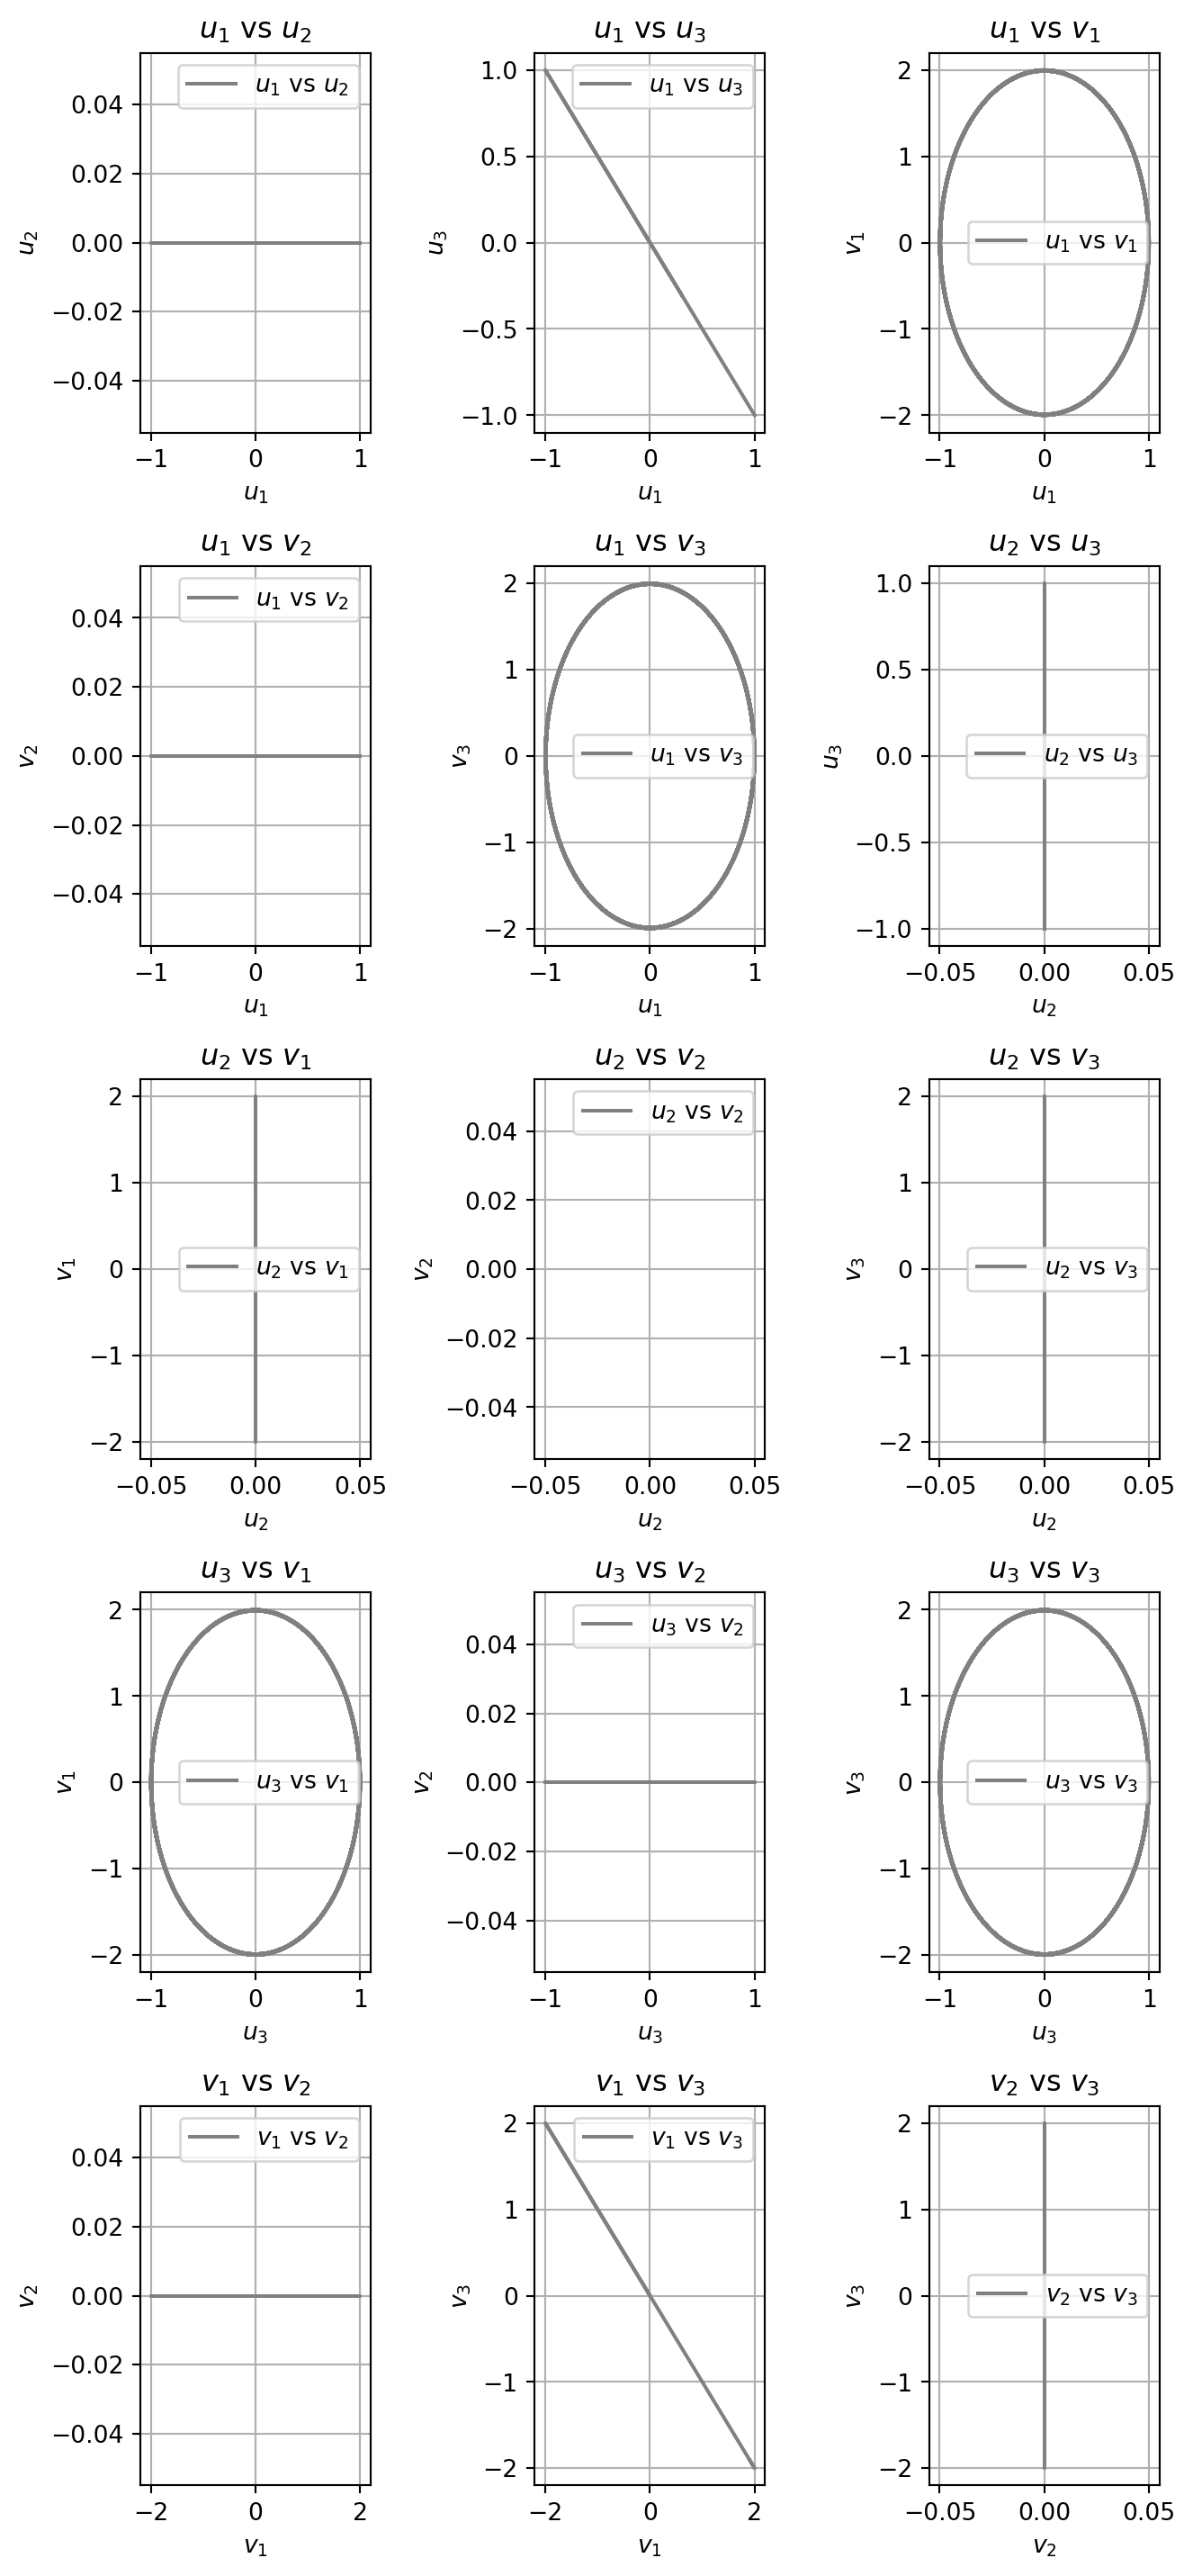 u₁ vs u₂
u₁ vs u₃
u₁ vs v₁
u₁ vs u₂
0.04
0.02
0.00
−0.02
−0.04
u₂
−1 0 1
u₁
u₁ vs u₃
1.0
0.5
0.0
−0.5
−1.0
u₃
−1 0 1
u₁
u₁ vs v₁
2
1
0
−1
−2
v₁
−1 0 1
u₁
u₁ vs v₂
u₁ vs v₃
u₂ vs u₃
u₁ vs v₂
0.04
0.02
0.00
−0.02
−0.04
v₂
−1 0 1
u₁
u₁ vs v₃
2
1
0
−1
−2
v₃
−1 0 1
u₁
u₂ vs u₃
1.0
0.5
0.0
−0.5
−1.0
u₃
−0.05 0.00 0.05
u₂
u₂ vs v₁
u₂ vs v₂
u₂ vs v₃
u₂ vs v₁
2
1
0
−1
−2
v₁
−0.05 0.00 0.05
u₂
u₂ vs v₂
0.04
0.02
0.00
−0.02
−0.04
v₂
−0.05 0.00 0.05
u₂
u₂ vs v₃
2
1
0
−1
−2
v₃
−0.05 0.00 0.05
u₂
u₃ vs v₁
u₃ vs v₂
u₃ vs v₃
u₃ vs v₁
2
1
0
−1
−2
v₁
−1 0 1
u₃
u₃ vs v₂
0.04
0.02
0.00
−0.02
−0.04
v₂
−1 0 1
u₃
u₃ vs v₃
2
1
0
−1
−2
v₃
−1 0 1
u₃
v₁ vs v₂
v₁ vs v₃
v₂ vs v₃
v₁ vs v₂
0.04
0.02
0.00
−0.02
−0.04
v₂
−2 0 2
v₁
v₁ vs v₃
2
1
0
−1
−2
v₃
−2 0 2
v₁
v₂ vs v₃
2
1
0
−1
−2
v₃
−0.05 0.00 0.05
v₂